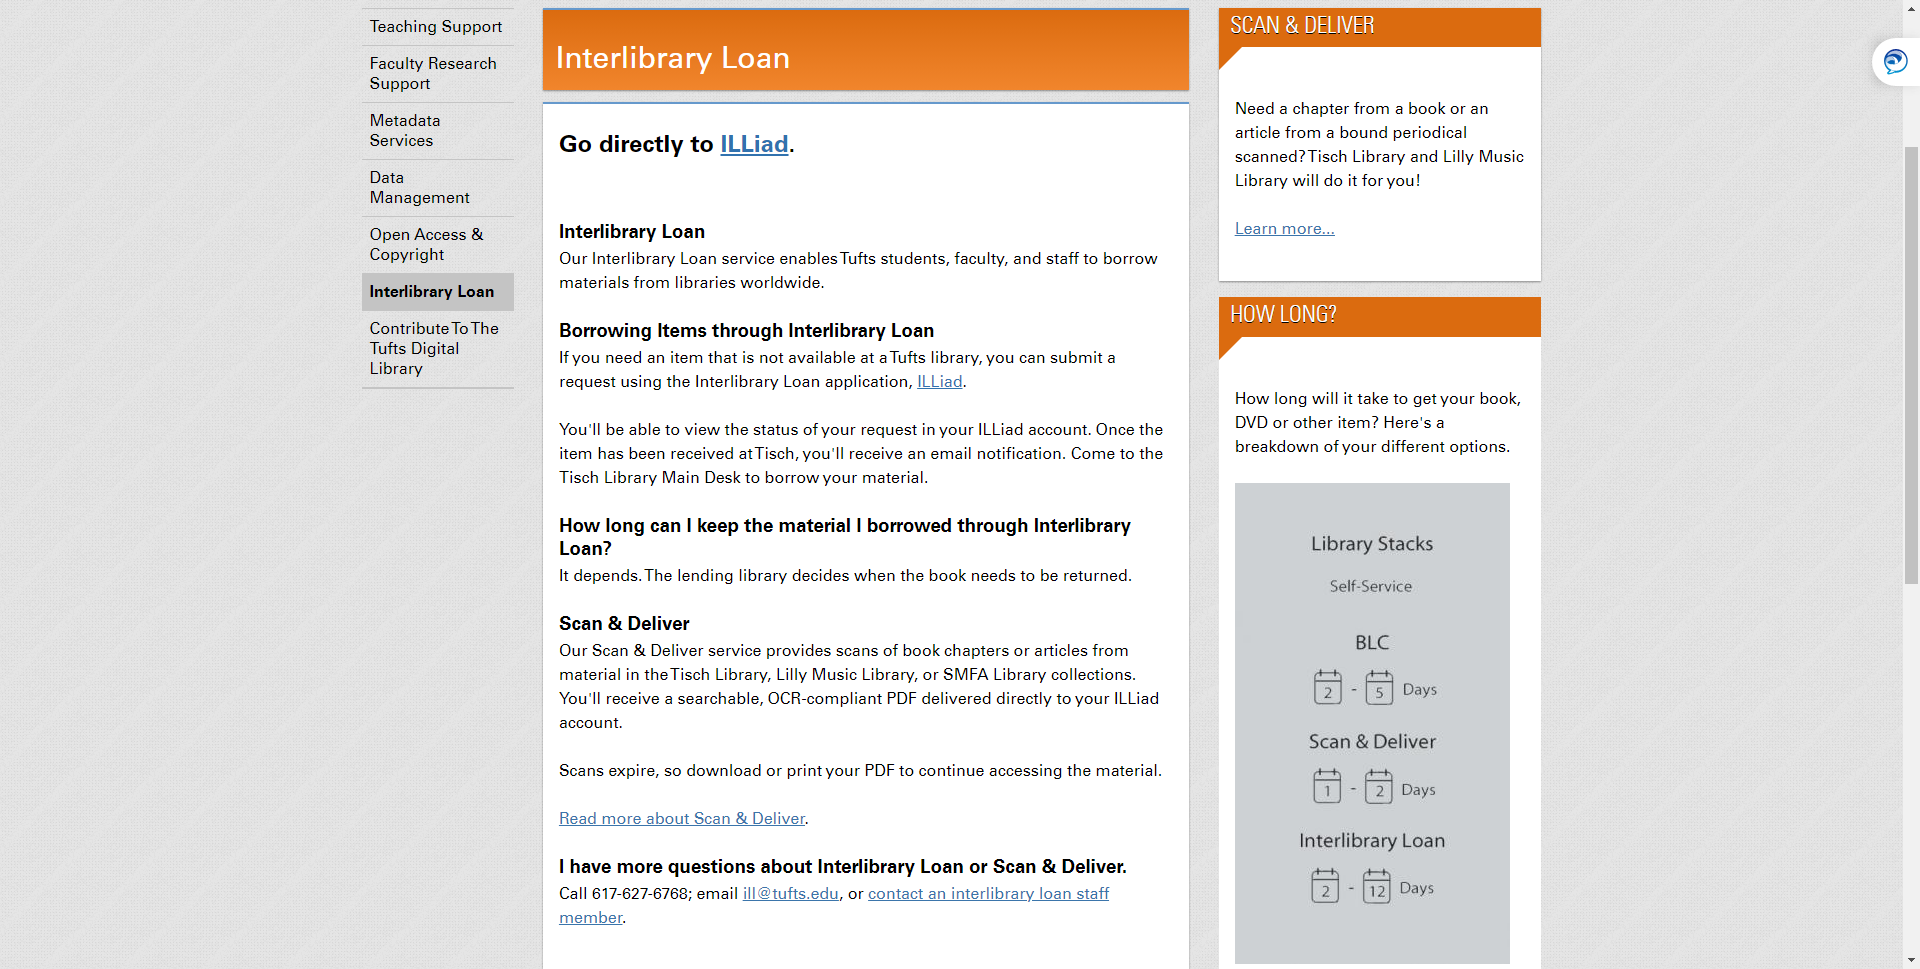 Teaching Support
Faculty Research
Support
Metadata
Services
Data
Management
Open Access &
Copyright
Interlibrary Loan
Contribute To The
Tufts Digital
Library
Interlibrary Loan
Go directly to ILLiad.
Interlibrary Loan
Our Interlibrary Loan service enables Tufts students, faculty, and staff to borrow
materials from libraries worldwide.
Borrowing Items through Interlibrary Loan
If you need an item that is not available at a Tufts library, you can submit a
request using the Interlibrary Loan application, ILLiad.
You'll be able to view the status of your request in your ILLiad account. Once the
item has been received at Tisch, you'll receive an email notification. Come to the
Tisch Library Main Desk to borrow your material.
How long can I keep the material I borrowed through Interlibrary
Loan?
It depends. The lending library decides when the book needs to be returned.
Scan & Deliver
Our Scan & Deliver service provides scans of book chapters or articles from
material in the Tisch Library, Lilly Music Library, or SMFA Library collections.
You'll receive a searchable, OCR-compliant PDF delivered directly to your ILLiad
account.
Scans expire, so download or print your PDF to continue accessing the material.
Read more about Scan & Deliver.
I have more questions about Interlibrary Loan or Scan & Deliver.
Call 617-627-6768; email ill@tufts.edu, or contact an interlibrary loan staff
member.
SCAN & DELIVER
Need a chapter from a book or an
article from a bound periodical
scanned? Tisch Library and Lilly Music
Library will do it for you!
Learn more...
HOW LONG?
How long will it take to get your book,
DVD or other item? Here's a
breakdown of your different options.
Library Stacks
Self-Service
BLC
2 - 5 Days
Scan & Deliver
1 - 2 Days
Interlibrary Loan
2 - 12 Days